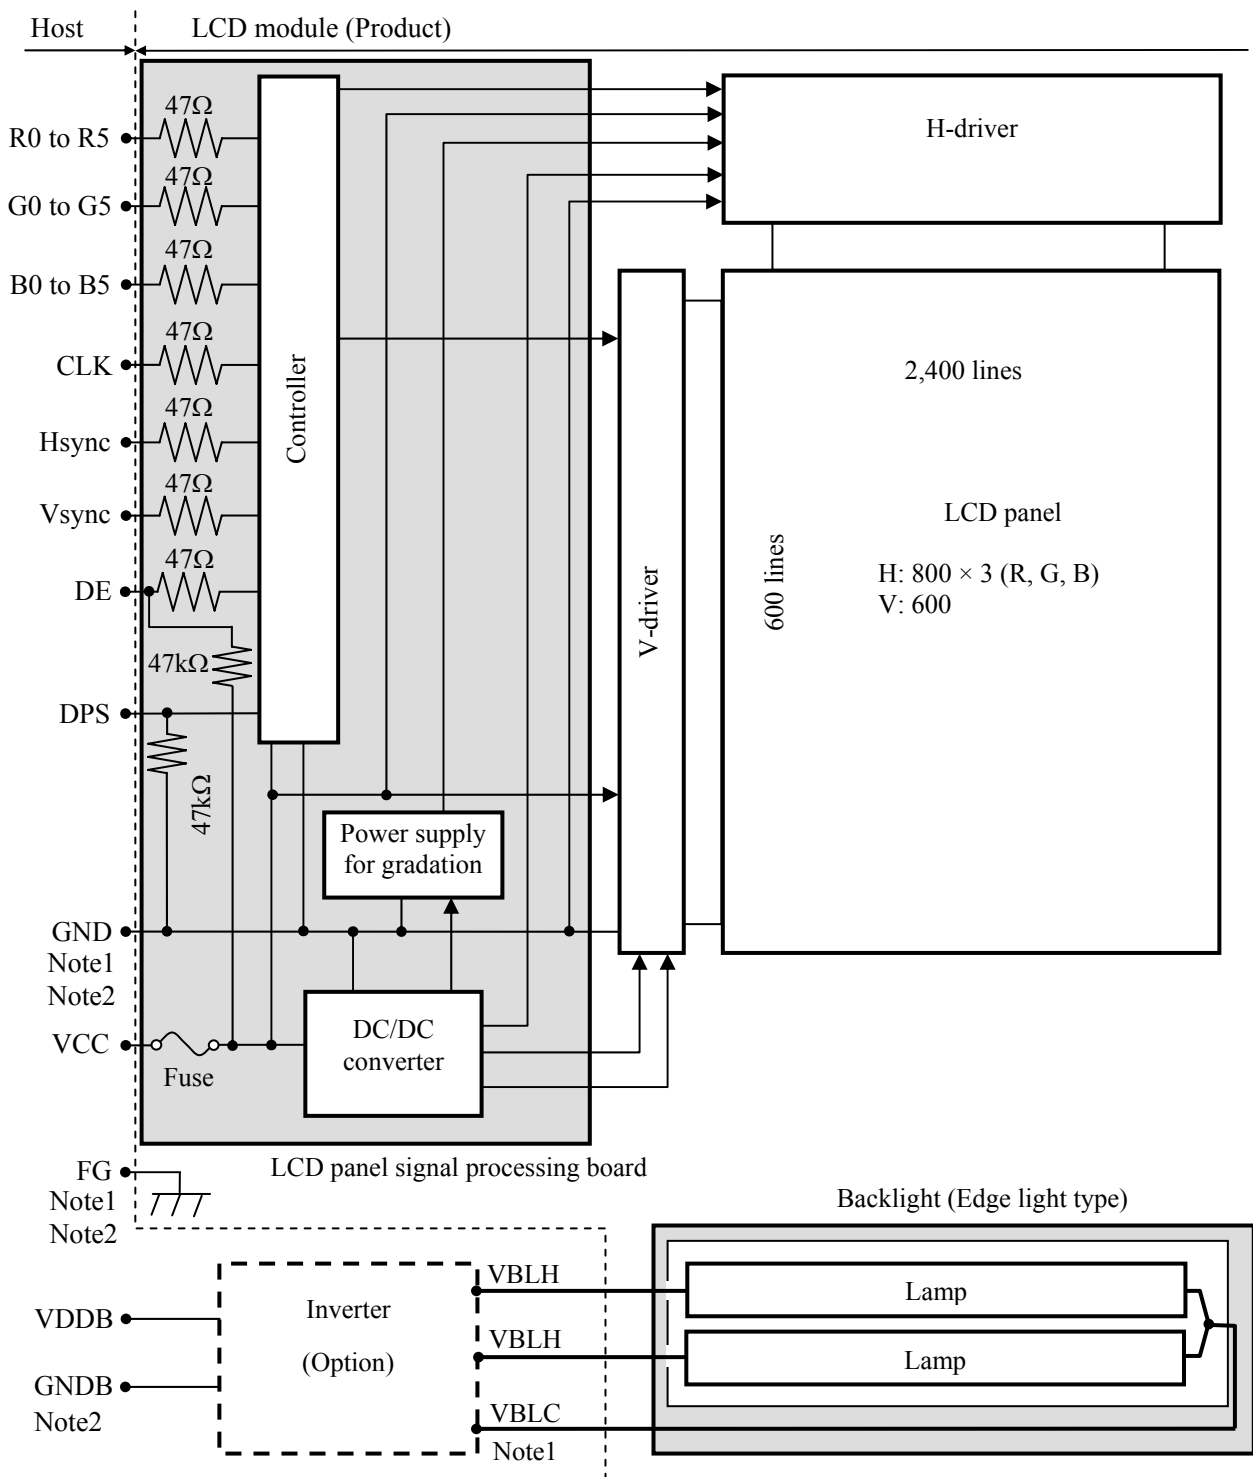 Host
LCD module (Product)
47Ω
R0 to R5
47Ω
G0 to G5
47Ω
B0 to B5
47Ω
CLK
47Ω
Hsync
47Ω
Vsync
47Ω
DE
47kΩ
DPS
47kΩ
Controller
H-driver
V-driver
2,400 lines
600 lines
LCD panel
H: 800 × 3 (R, G, B)
V: 600
Power supply
for gradation
GND
Note1
Note2
VCC
Fuse
DC/DC
converter
FG
Note1
Note2
LCD panel signal processing board
Backlight (Edge light type)
VDDB
GNDB
Note2
Inverter
(Option)
VBLH
VBLH
VBLC
Note1
Lamp
Lamp